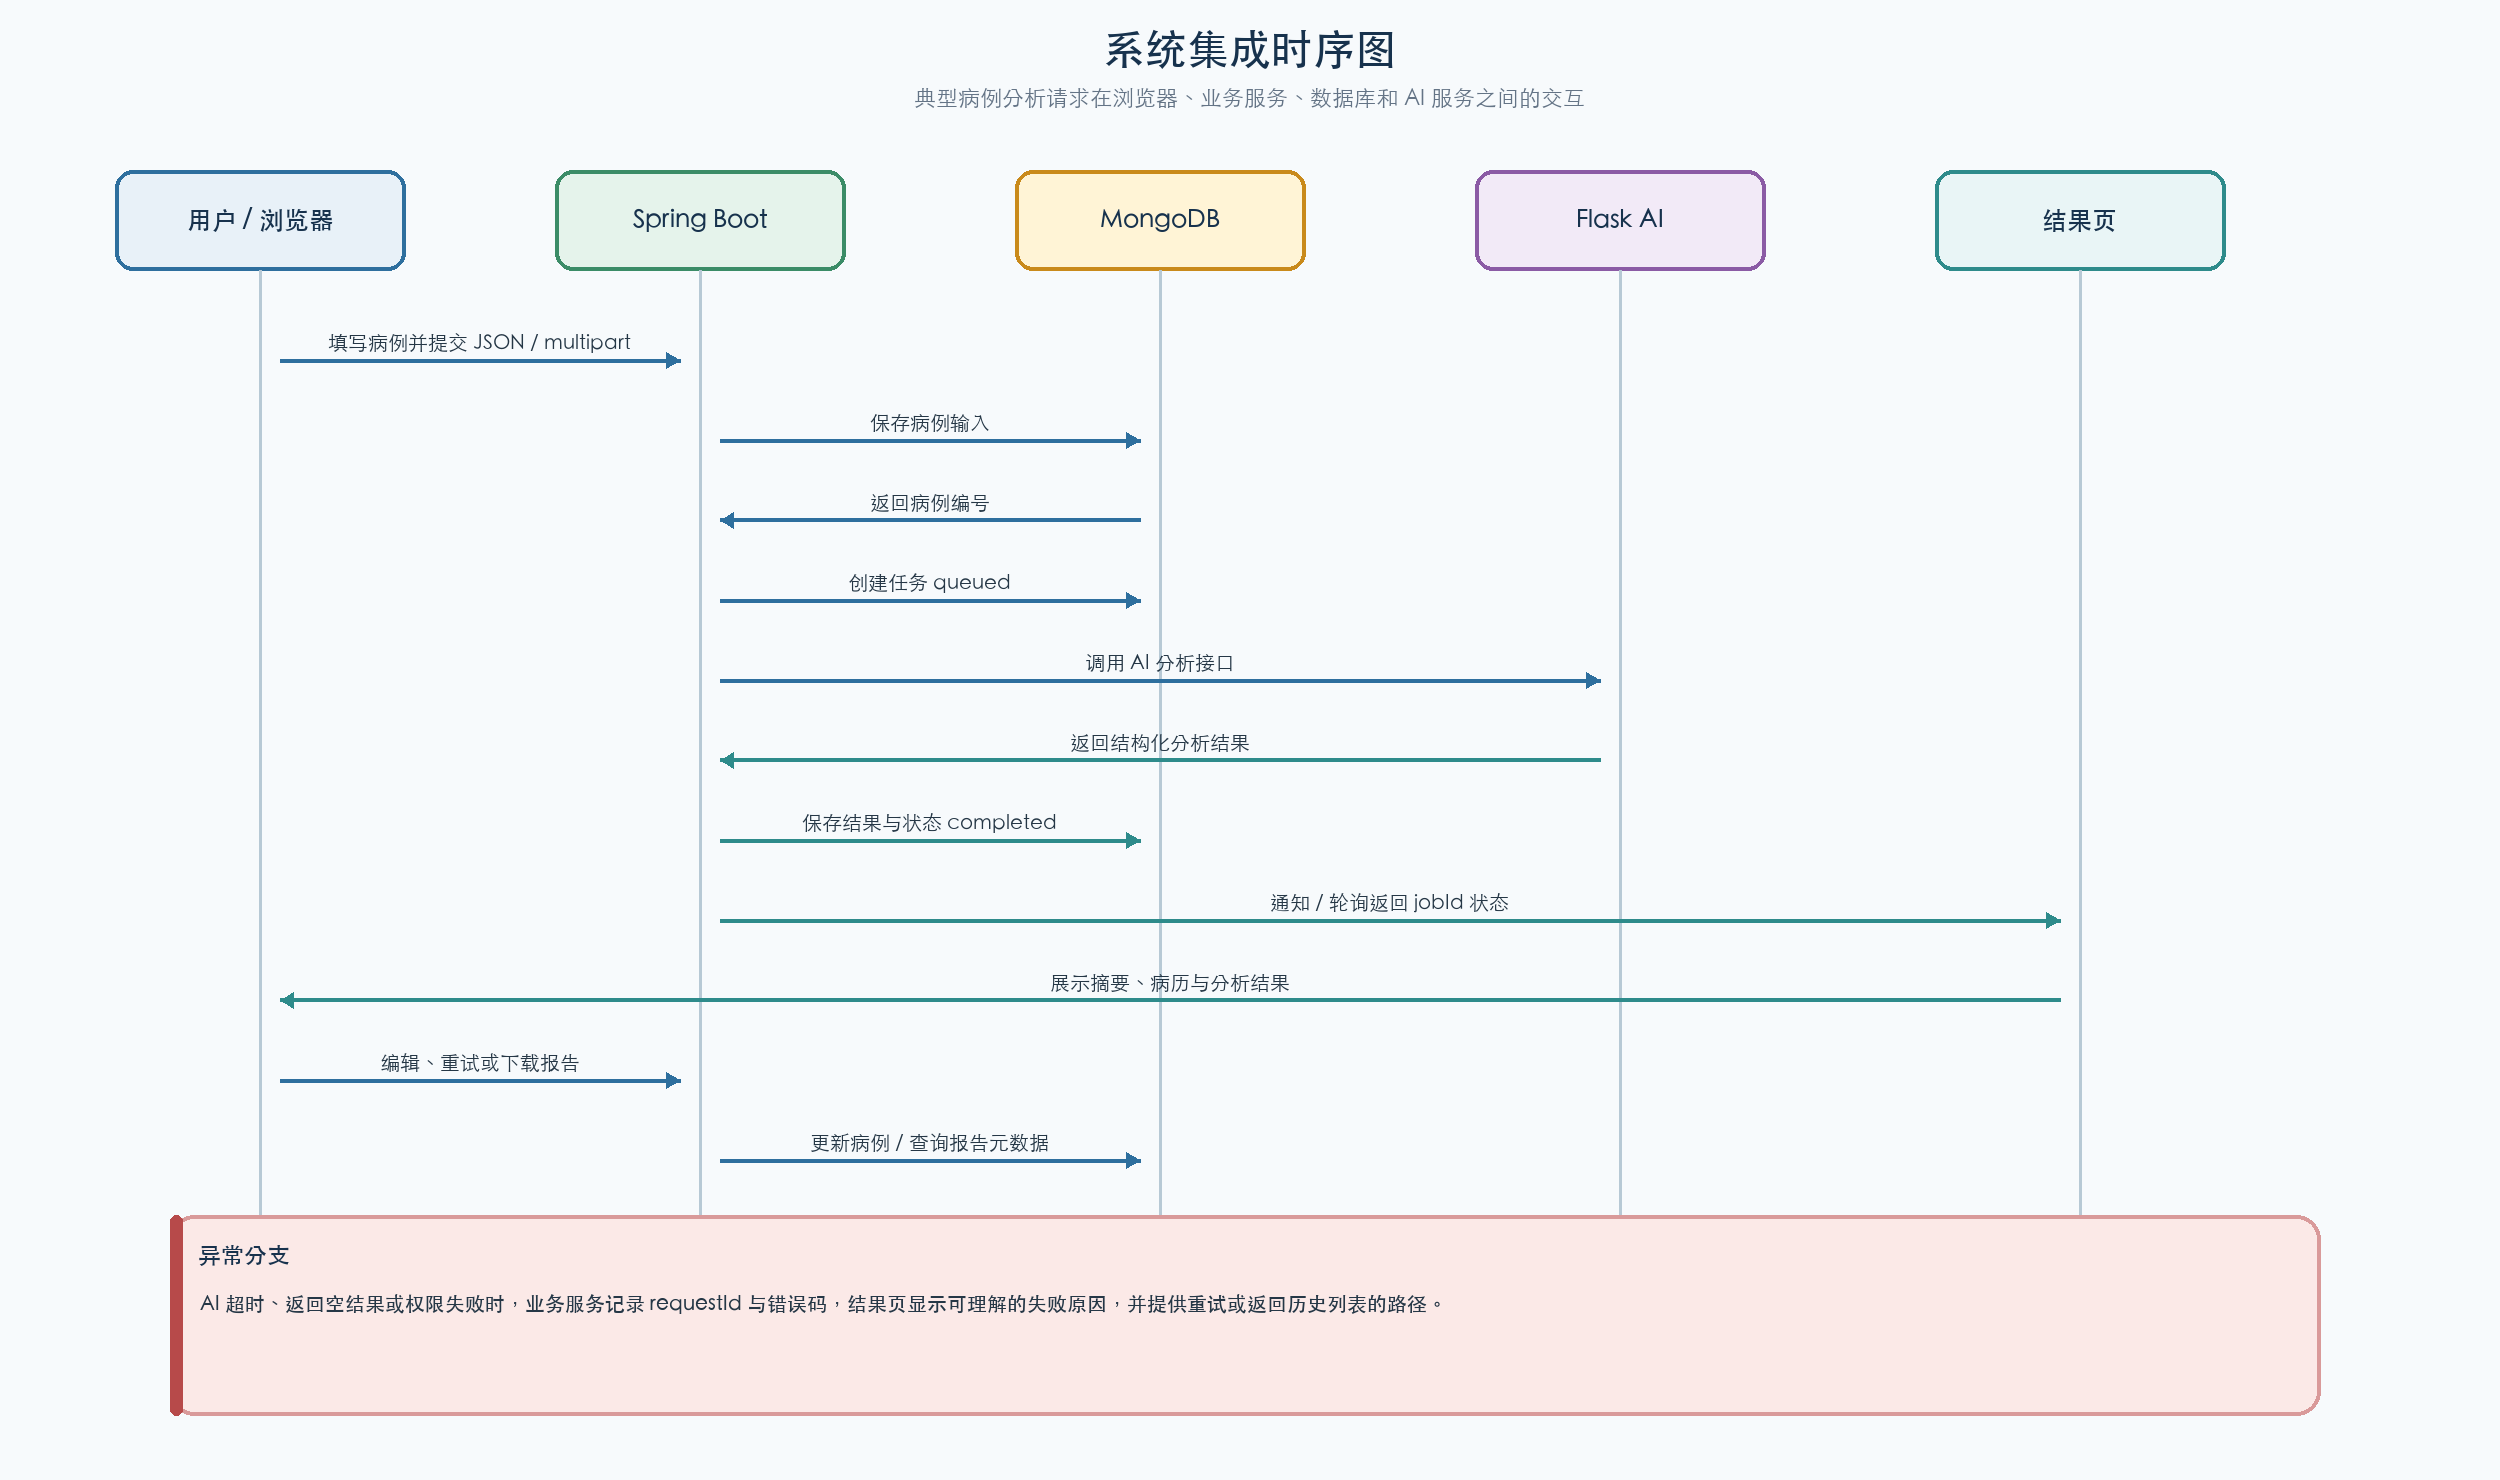 系统集成时序图
典型病例分析请求在浏览器、业务服务、数据库和 AI 服务之间的交互
用户 / 浏览器
Spring Boot
MongoDB
Flask AI
结果页
填写病例并提交 JSON / multipart
保存病例输入
返回病例编号
创建任务 queued
调用 AI 分析接口
返回结构化分析结果
保存结果与状态 completed
通知 / 轮询返回 jobId 状态
展示摘要、病历与分析结果
编辑、重试或下载报告
更新病例 / 查询报告元数据
异常分支
AI 超时、返回空结果或权限失败时，业务服务记录 requestId 与错误码，结果页显示可理解的失败原因，并提供重试或返回历史列表的路径。